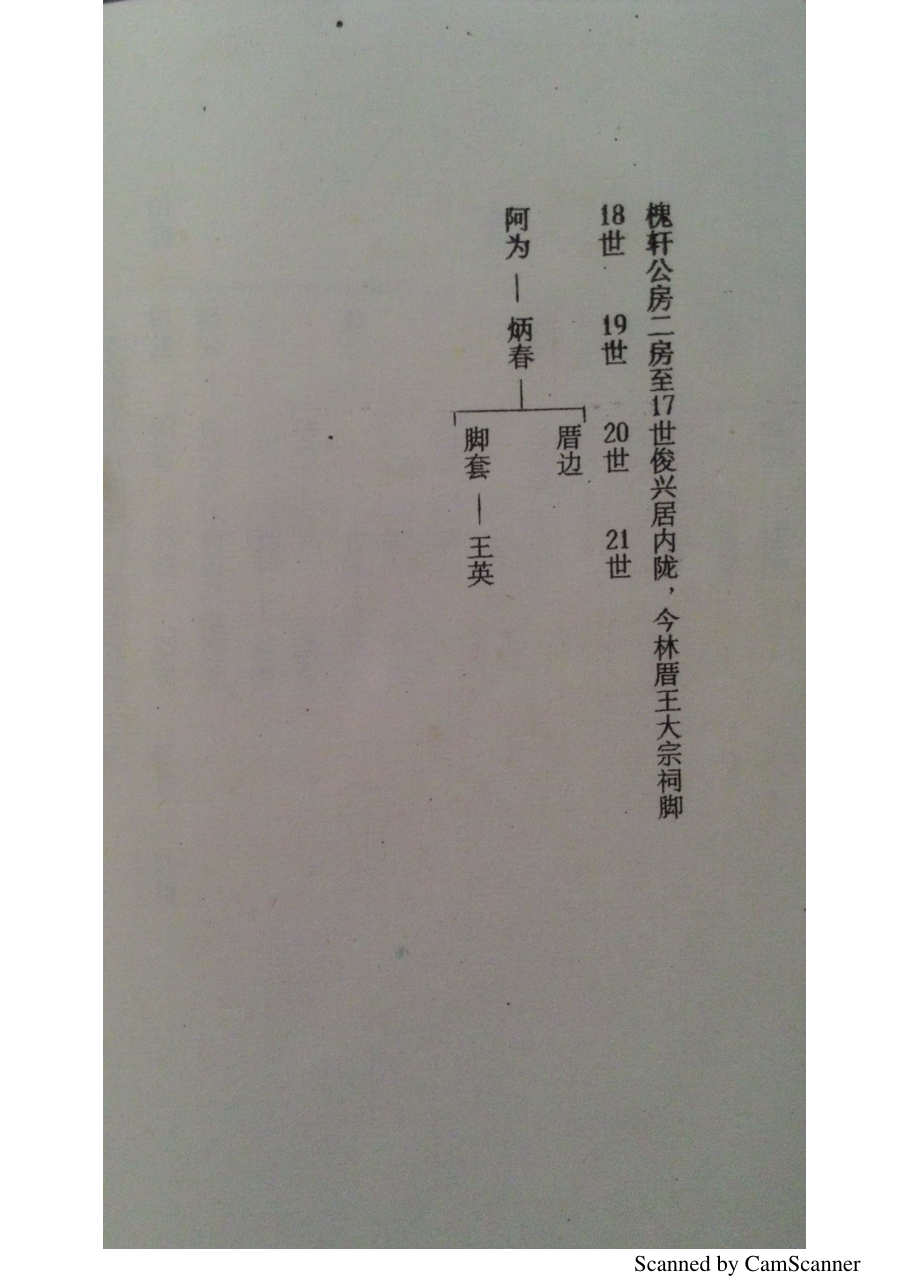 槐轩公房二房至17世俊兴居内陇，今林厝王大宗祠脚
18世 19世 20世 21世
厝边
阿为 — 炳春
脚套 — 王英
Scanned by CamScanner